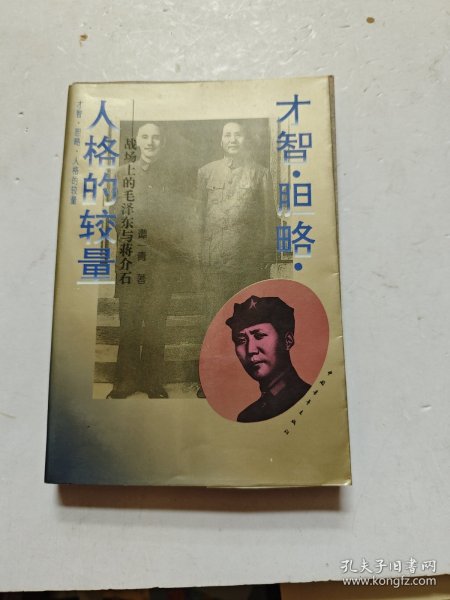 才智·胆略·
人格的较量
战场上的毛泽东与蒋介石
谭一青 著
才智·胆略·人格的较量
孔夫子旧书网
www.kongfz.com